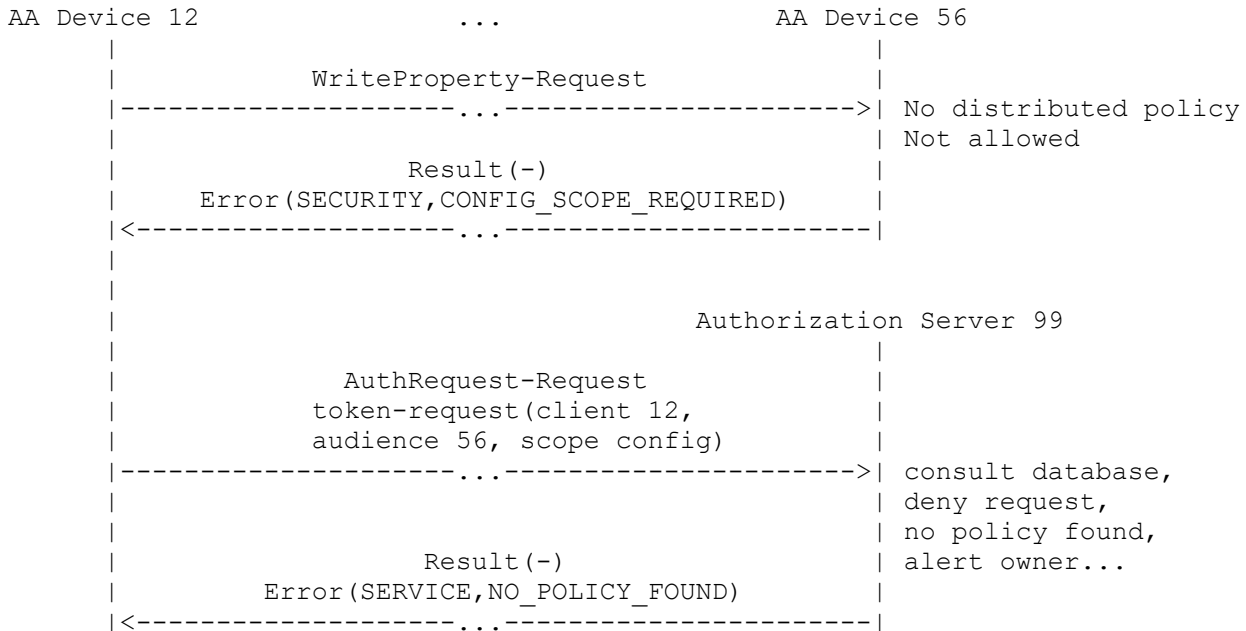 AA Device 12 ... AA Device 56
| |
| WriteProperty-Request |
|---------------------...---------------------->| No distributed policy
| | Not allowed
| Result(-) |
| Error(SECURITY,CONFIG_SCOPE_REQUIRED) |
|<--------------------...-----------------------|
|
|
| Authorization Server 99
| |
| AuthRequest-Request |
| token-request(client 12, |
| audience 56, scope config) |
|---------------------...---------------------->| consult database,
| | deny request,
| | no policy found,
| Result(-) | alert owner...
| Error(SERVICE,NO_POLICY_FOUND) |
|<--------------------...-----------------------|